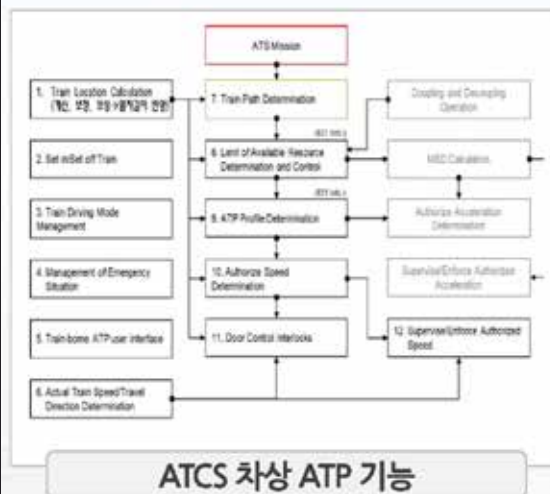 ATS Mission
1. Train Location Calculation
7. Train Path Determination
Coupling and Decoupling
Operation
2. Set in/Set off Train
Limit of Available Resource
Determination and Control
MSD Calculation
3. Train Driving Mode
Management
9. ATP Profile Determination
Authorize Acceleration
Determination
4. Management of Emergency
Situation
10. Authorize Speed
Determination
Supervise/Enforce Authorized
Acceleration
5. Train-borne ATP user interface
11. Door Control Interlocks
12. Supervise/Enforce Authorized
Speed
6. Actual Train Speed/Travel
Direction Determination
ATCS 차상 ATP 기능